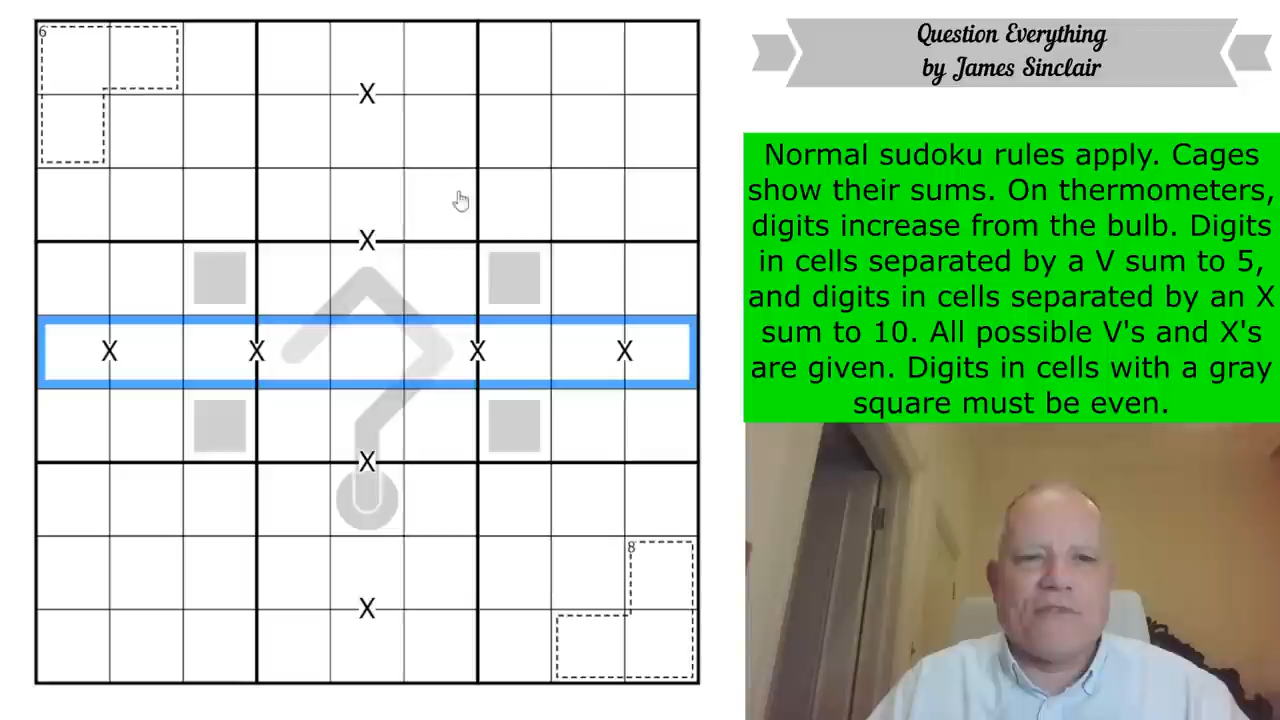 Question Everything
by James Sinclair
Normal sudoku rules apply. Cages
show their sums. On thermometers,
digits increase from the bulb. Digits
in cells separated by a V sum to 5,
and digits in cells separated by an X
sum to 10. All possible V's and X's
are given. Digits in cells with a gray
square must be even.
6
X
X
X X X X
X
8
X